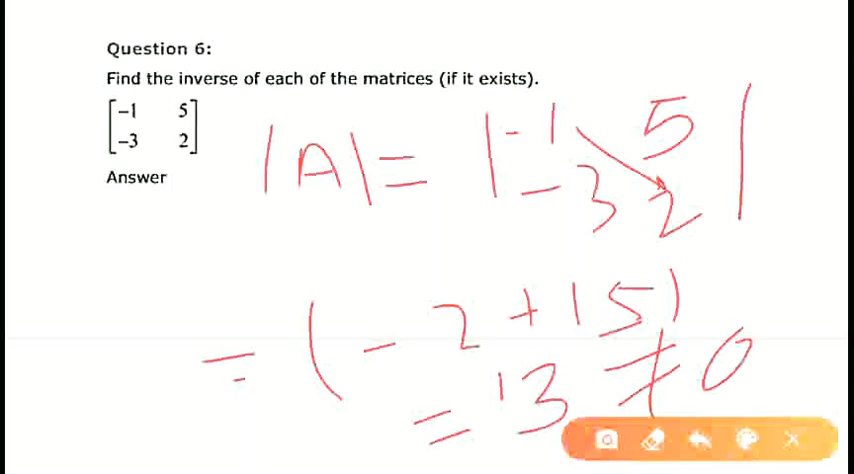 Question 6:
Find the inverse of each of the matrices (if it exists).
[-1 5]
[-3 2]
Answer
|A| = |-1 5|
|-3 2|
= (-2+15)
= 13 ≠ 0